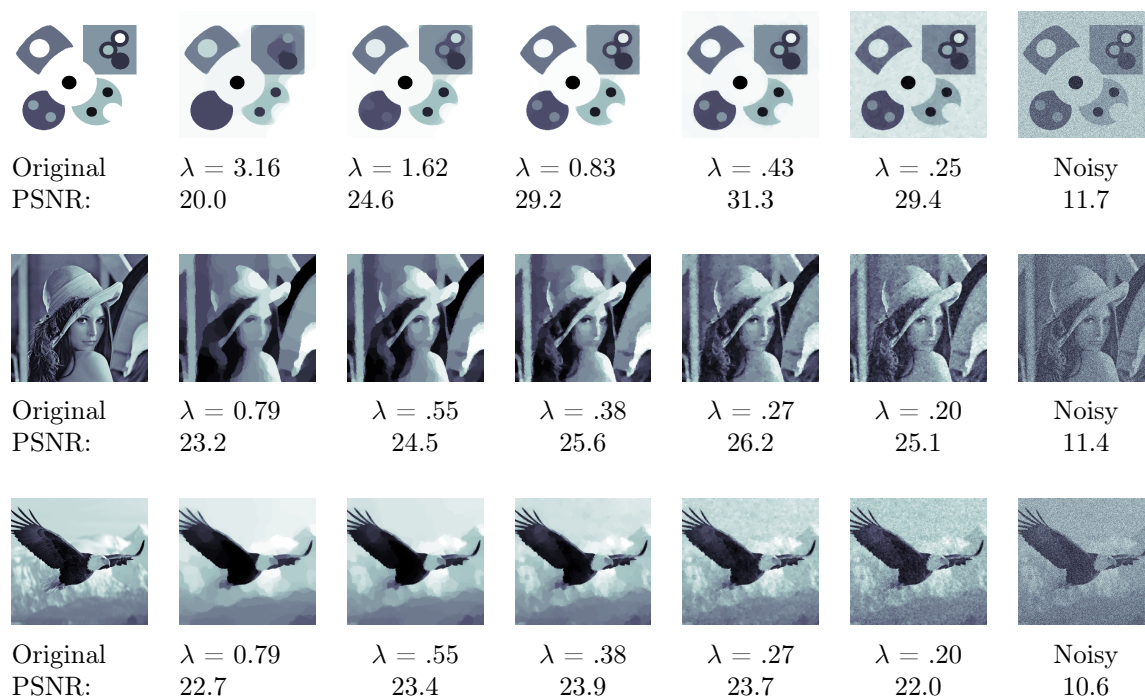 Original λ = 3.16 λ = 1.62 λ = 0.83 λ = .43 λ = .25 Noisy
PSNR: 20.0 24.6 29.2 31.3 29.4 11.7
Original λ = 0.79 λ = .55 λ = .38 λ = .27 λ = .20 Noisy
PSNR: 23.2 24.5 25.6 26.2 25.1 11.4
Original λ = 0.79 λ = .55 λ = .38 λ = .27 λ = .20 Noisy
PSNR: 22.7 23.4 23.9 23.7 22.0 10.6